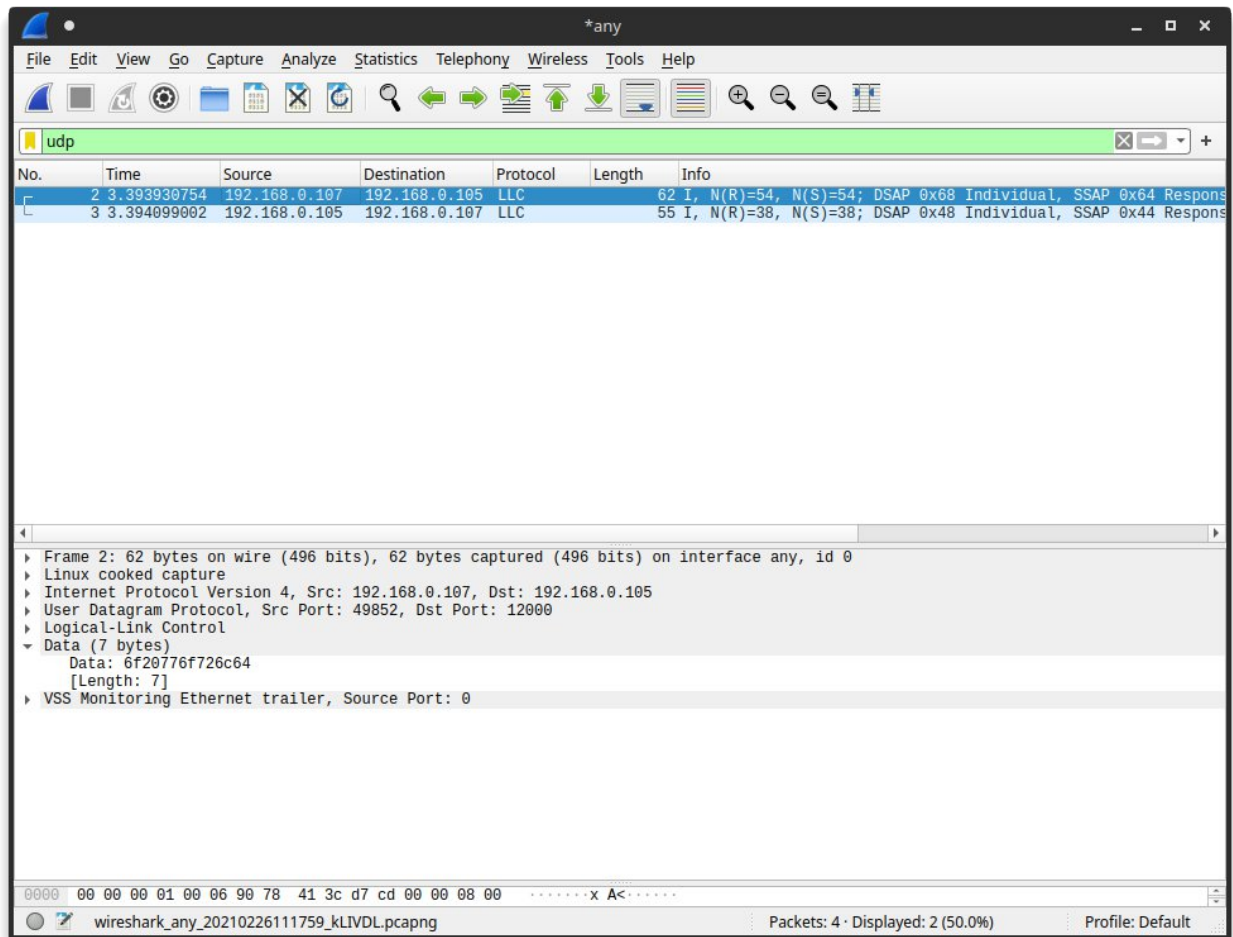 *any
File Edit View Go Capture Analyze Statistics Telephony Wireless Tools Help
udp
No. Time Source Destination Protocol Length Info
2 3.393930754 192.168.0.107 192.168.0.105 LLC 62 I, N(R)=54, N(S)=54; DSAP 0x68 Individual, SSAP 0x64 Respons
3 3.394099002 192.168.0.105 192.168.0.107 LLC 55 I, N(R)=38, N(S)=38; DSAP 0x48 Individual, SSAP 0x44 Respons
Frame 2: 62 bytes on wire (496 bits), 62 bytes captured (496 bits) on interface any, id 0
Linux cooked capture
Internet Protocol Version 4, Src: 192.168.0.107, Dst: 192.168.0.105
User Datagram Protocol, Src Port: 49852, Dst Port: 12000
Logical-Link Control
Data (7 bytes)
Data: 6f20776f726c64
[Length: 7]
VSS Monitoring Ethernet trailer, Source Port: 0
0000 00 00 00 01 00 06 90 78 41 3c d7 cd 00 00 08 00 ·······x A<······
wireshark_any_20210226111759_kLIVDL.pcapng Packets: 4 · Displayed: 2 (50.0%) Profile: Default